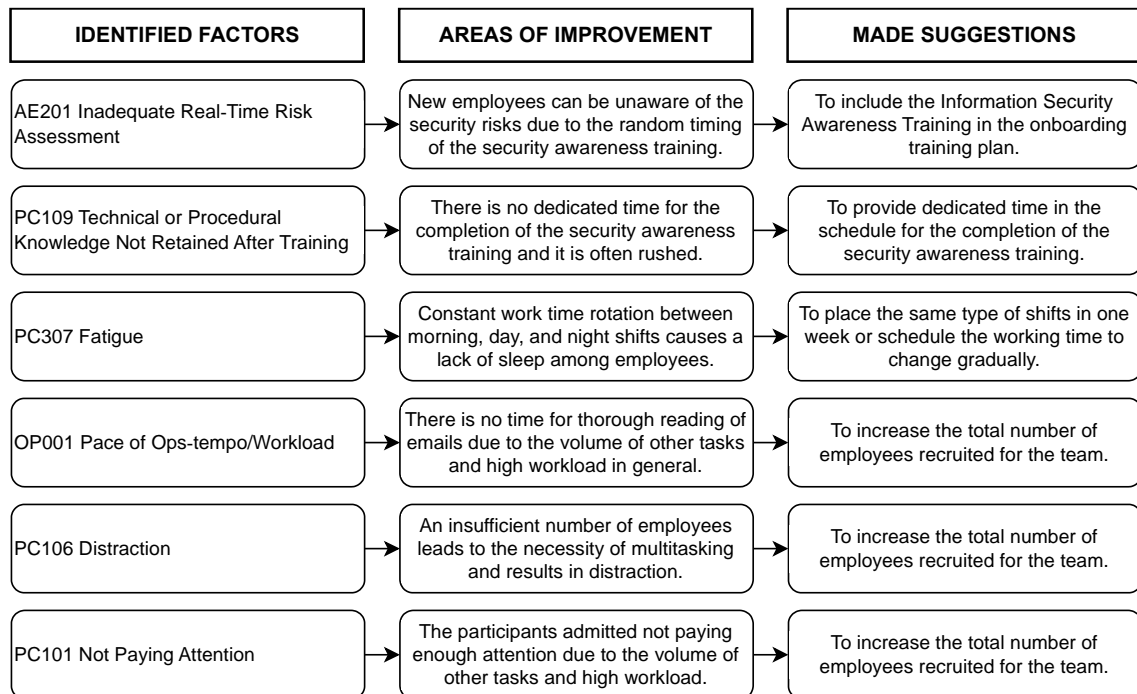 IDENTIFIED FACTORS
AREAS OF IMPROVEMENT
MADE SUGGESTIONS
AE201 Inadequate Real-Time Risk
Assessment
New employees can be unaware of the
security risks due to the random timing
of the security awareness training.
To include the Information Security
Awareness Training in the onboarding
training plan.
PC109 Technical or Procedural
Knowledge Not Retained After Training
There is no dedicated time for the
completion of the security awareness
training and it is often rushed.
To provide dedicated time in the
schedule for the completion of the
security awareness training.
PC307 Fatigue
Constant work time rotation between
morning, day, and night shifts causes a
lack of sleep among employees.
To place the same type of shifts in one
week or schedule the working time to
change gradually.
OP001 Pace of Ops-tempo/Workload
There is no time for thorough reading of
emails due to the volume of other tasks
and high workload in general.
To increase the total number of
employees recruited for the team.
PC106 Distraction
An insufficient number of employees
leads to the necessity of multitasking
and results in distraction.
To increase the total number of
employees recruited for the team.
PC101 Not Paying Attention
The participants admitted not paying
enough attention due to the volume of
other tasks and high workload.
To increase the total number of
employees recruited for the team.